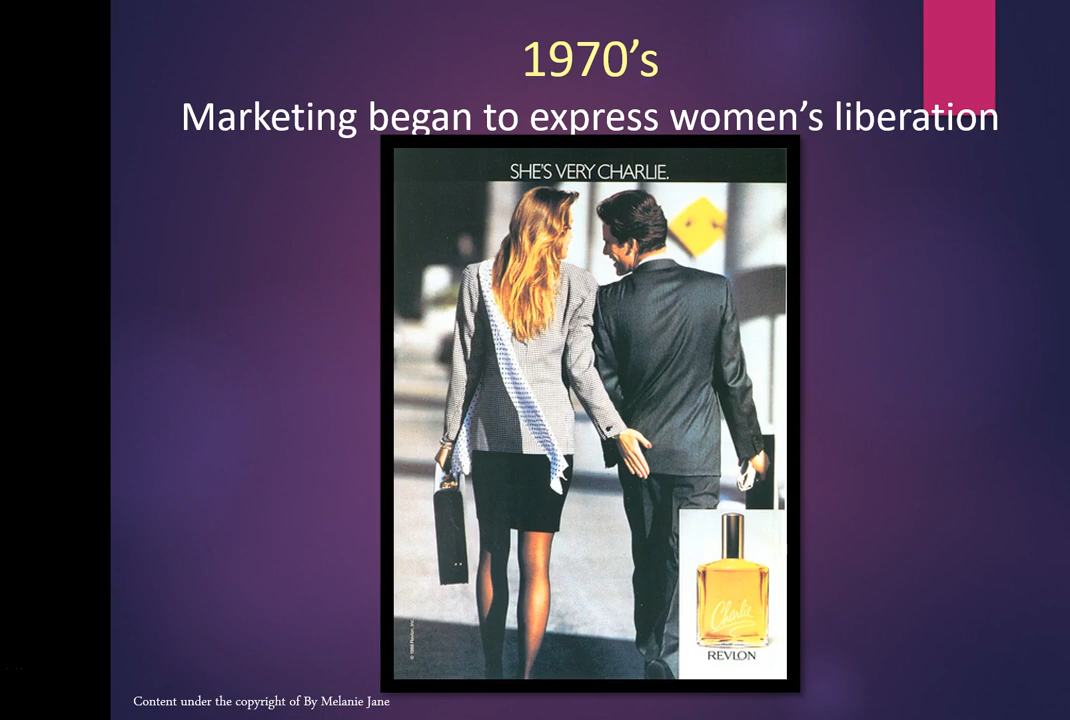 1970’s
Marketing began to express women’s liberation
SHE'S VERY CHARLIE.
Charlie
REVLON
Content under the copyright of By Melanie Jane